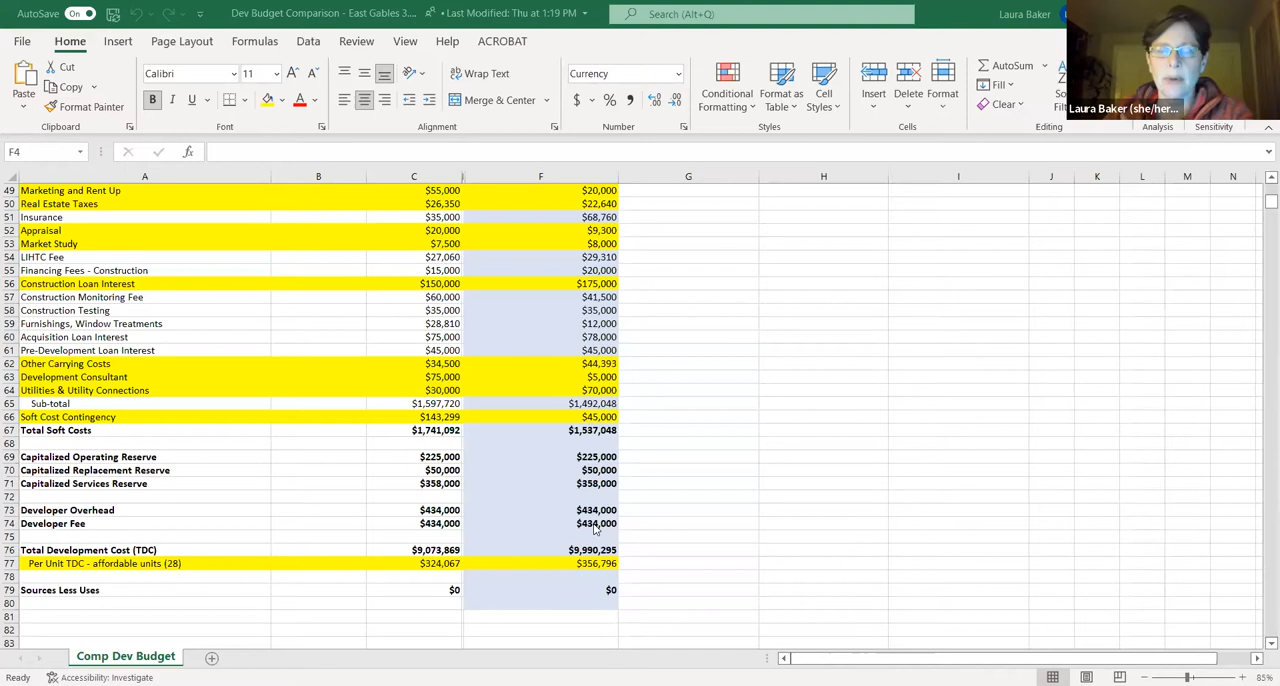 AutoSave On Dev Budget Comparison - East Gables 3.... • Last Modified: Thu at 1:19 PM Search (Alt+Q) Laura Baker
File Home Insert Page Layout Formulas Data Review View Help ACROBAT
Paste Cut Copy Format Painter Calibri 11 B I U Wrap Text Merge & Center Currency $ % , Conditional Formatting Format as Table Cell Styles Insert Delete Format AutoSum Fill Clear
Clipboard Font Alignment Number Styles Cells Editing Analysis Sensitivity
Laura Baker (she/her...
F4 fx
A B C F G H I J K L M N
49 Marketing and Rent Up $55,000 $20,000
50 Real Estate Taxes $26,350 $22,640
51 Insurance $35,000 $68,760
52 Appraisal $20,000 $9,300
53 Market Study $7,500 $8,000
54 LIHTC Fee $27,060 $29,310
55 Financing Fees - Construction $15,000 $20,000
56 Construction Loan Interest $150,000 $175,000
57 Construction Monitoring Fee $60,000 $41,500
58 Construction Testing $35,000 $35,000
59 Furnishings, Window Treatments $28,810 $12,000
60 Acquisition Loan Interest $75,000 $78,000
61 Pre-Development Loan Interest $45,000 $45,000
62 Other Carrying Costs $34,500 $44,393
63 Development Consultant $75,000 $5,000
64 Utilities & Utility Connections $30,000 $70,000
65 Sub-total $1,597,720 $1,492,048
66 Soft Cost Contingency $143,299 $45,000
67 Total Soft Costs $1,741,092 $1,537,048
68
69 Capitalized Operating Reserve $225,000 $225,000
70 Capitalized Replacement Reserve $50,000 $50,000
71 Capitalized Services Reserve $358,000 $358,000
72
73 Developer Overhead $434,000 $434,000
74 Developer Fee $434,000 $434,000
75
76 Total Development Cost (TDC) $9,073,869 $9,990,295
77 Per Unit TDC - affordable units (28) $324,067 $356,796
78
79 Sources Less Uses $0 $0
80
81
82
83
Comp Dev Budget
Ready Accessibility: Investigate 85%